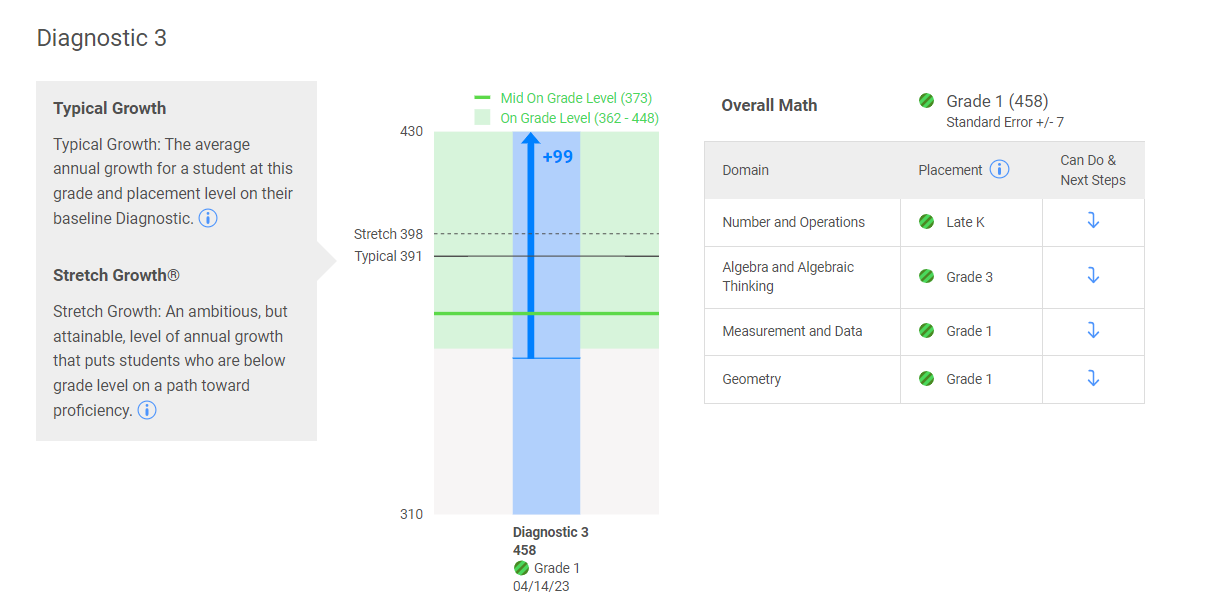 Diagnostic 3
Typical Growth
Typical Growth: The average
annual growth for a student at this
grade and placement level on their
baseline Diagnostic.
Stretch Growth®
Stretch Growth: An ambitious, but
attainable, level of annual growth
that puts students who are below
grade level on a path toward
proficiency.
Mid On Grade Level (373)
On Grade Level (362 - 448)
430
+99
Stretch 398
Typical 391
310
Diagnostic 3
458
Grade 1
04/14/23
Overall Math
Grade 1 (458)
Standard Error +/- 7
Domain
Placement
Can Do &
Next Steps
Number and Operations
Late K
Algebra and Algebraic
Thinking
Grade 3
Measurement and Data
Grade 1
Geometry
Grade 1